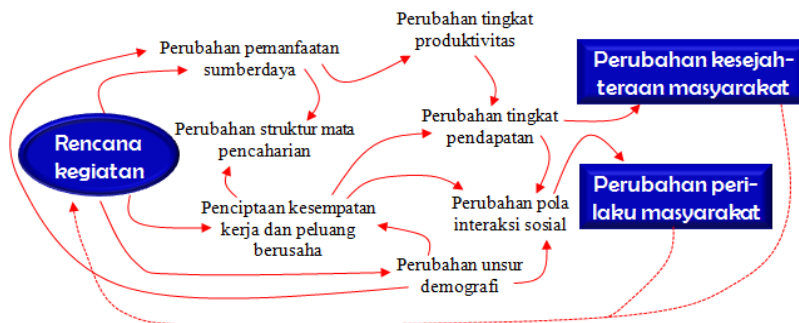 Perubahan pemanfaatan
sumberdaya
Perubahan tingkat
produktivitas
Perubahan kesejah-
teraan masyarakat
Rencana
kegiatan
Perubahan struktur mata
pencaharian
Perubahan tingkat
pendapatan
Penciptaan kesempatan
kerja dan peluang
berusaha
Perubahan pola
interaksi sosial
Perubahan peri-
laku masyarakat
Perubahan unsur
demografi